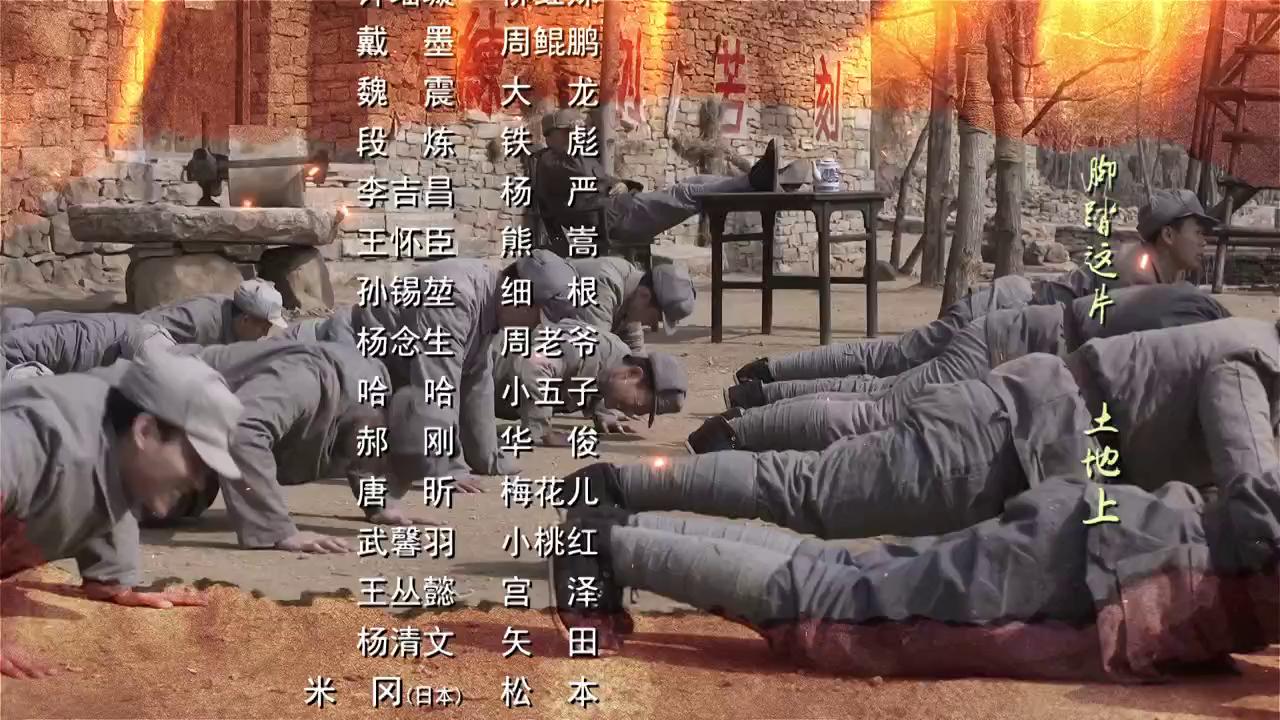 戴　墨　周鲲鹏
魏　震　大　龙
段　炼　铁　彪
李吉昌　杨　严
王怀臣　熊　嵩
孙锡堃　细　根
杨念生　周老爷
哈　哈　小五子
郝　刚　华　俊
唐　昕　梅花儿
武馨羽　小桃红
王丛懿　宫　泽
杨清文　矢　田
米　冈(日本)　松　本
苦
刻
脚踏这片
土地上